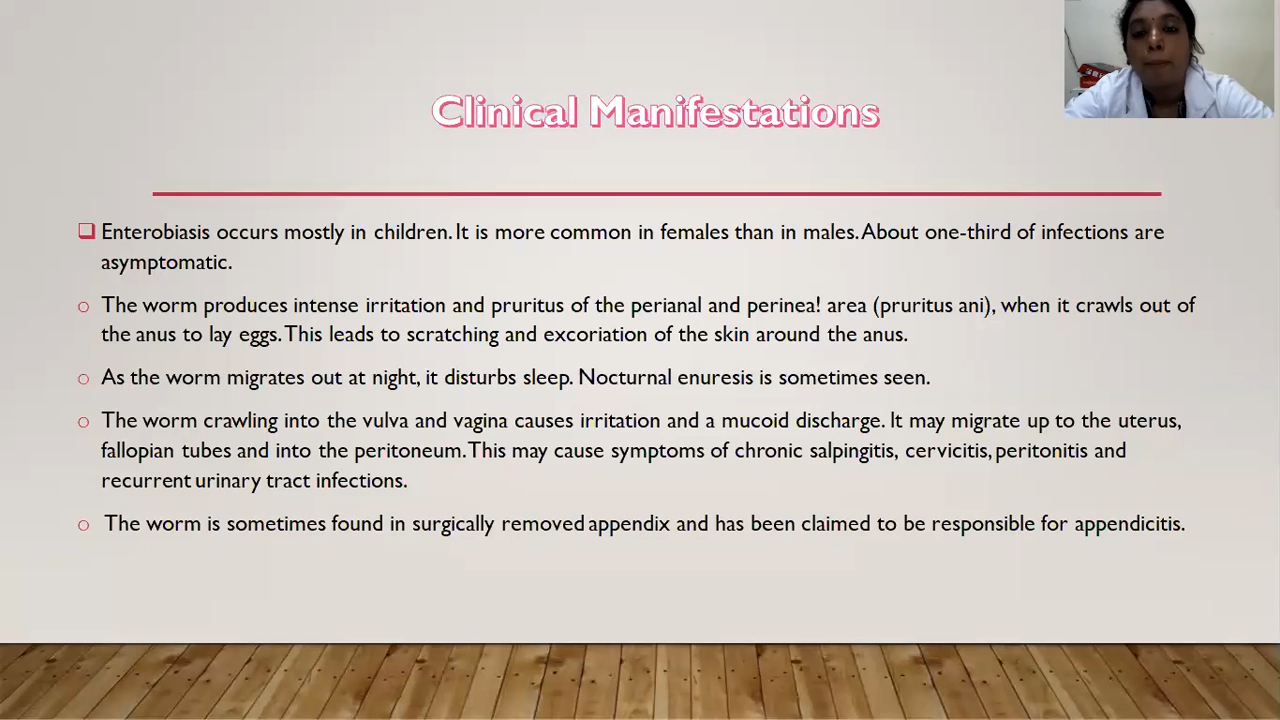 Clinical Manifestations
Enterobiasis occurs mostly in children. It is more common in females than in males. About one-third of infections are
asymptomatic.
The worm produces intense irritation and pruritus of the perianal and perinea! area (pruritus ani), when it crawls out of
the anus to lay eggs. This leads to scratching and excoriation of the skin around the anus.
As the worm migrates out at night, it disturbs sleep. Nocturnal enuresis is sometimes seen.
The worm crawling into the vulva and vagina causes irritation and a mucoid discharge. It may migrate up to the uterus,
fallopian tubes and into the peritoneum. This may cause symptoms of chronic salpingitis, cervicitis, peritonitis and
recurrent urinary tract infections.
The worm is sometimes found in surgically removed appendix and has been claimed to be responsible for appendicitis.